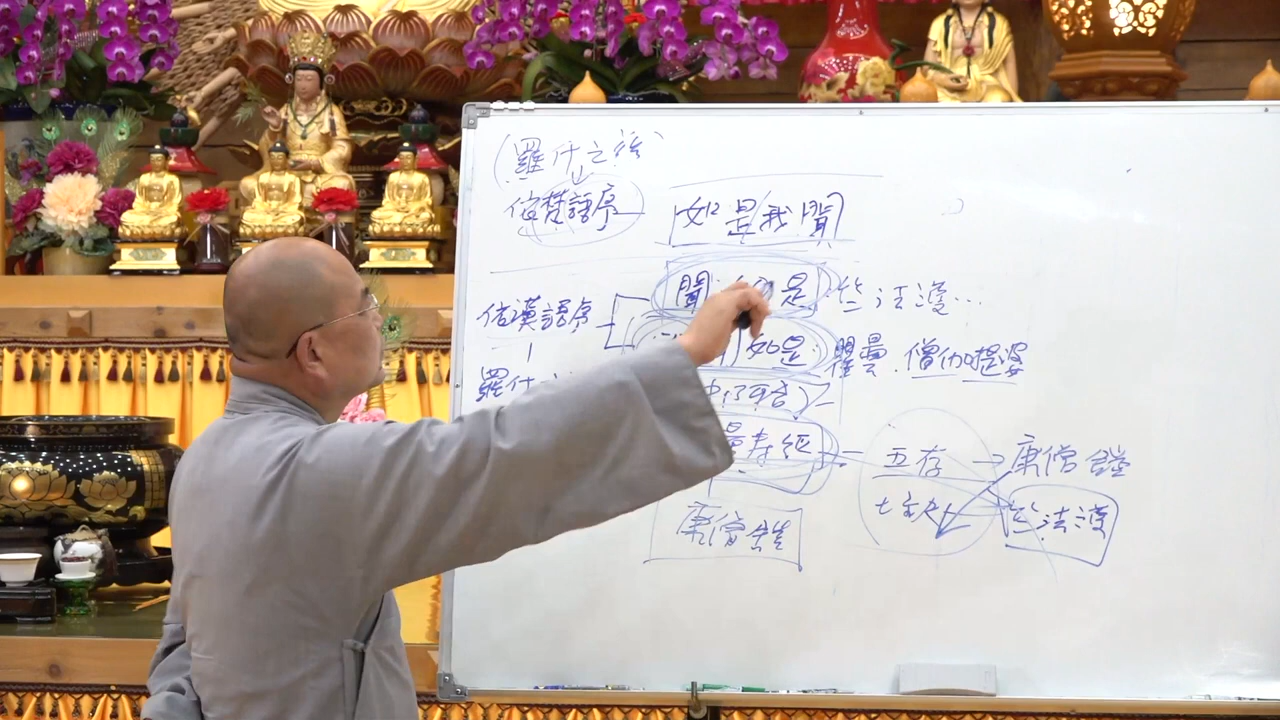 羅什之後
依梵語序 如是我聞
聞 是 竺法護…
依漢語序 如是 瞿曇.僧伽提婆
羅什
壽經 五存 → 康僧鎧
七 竺法護
康僧鎧